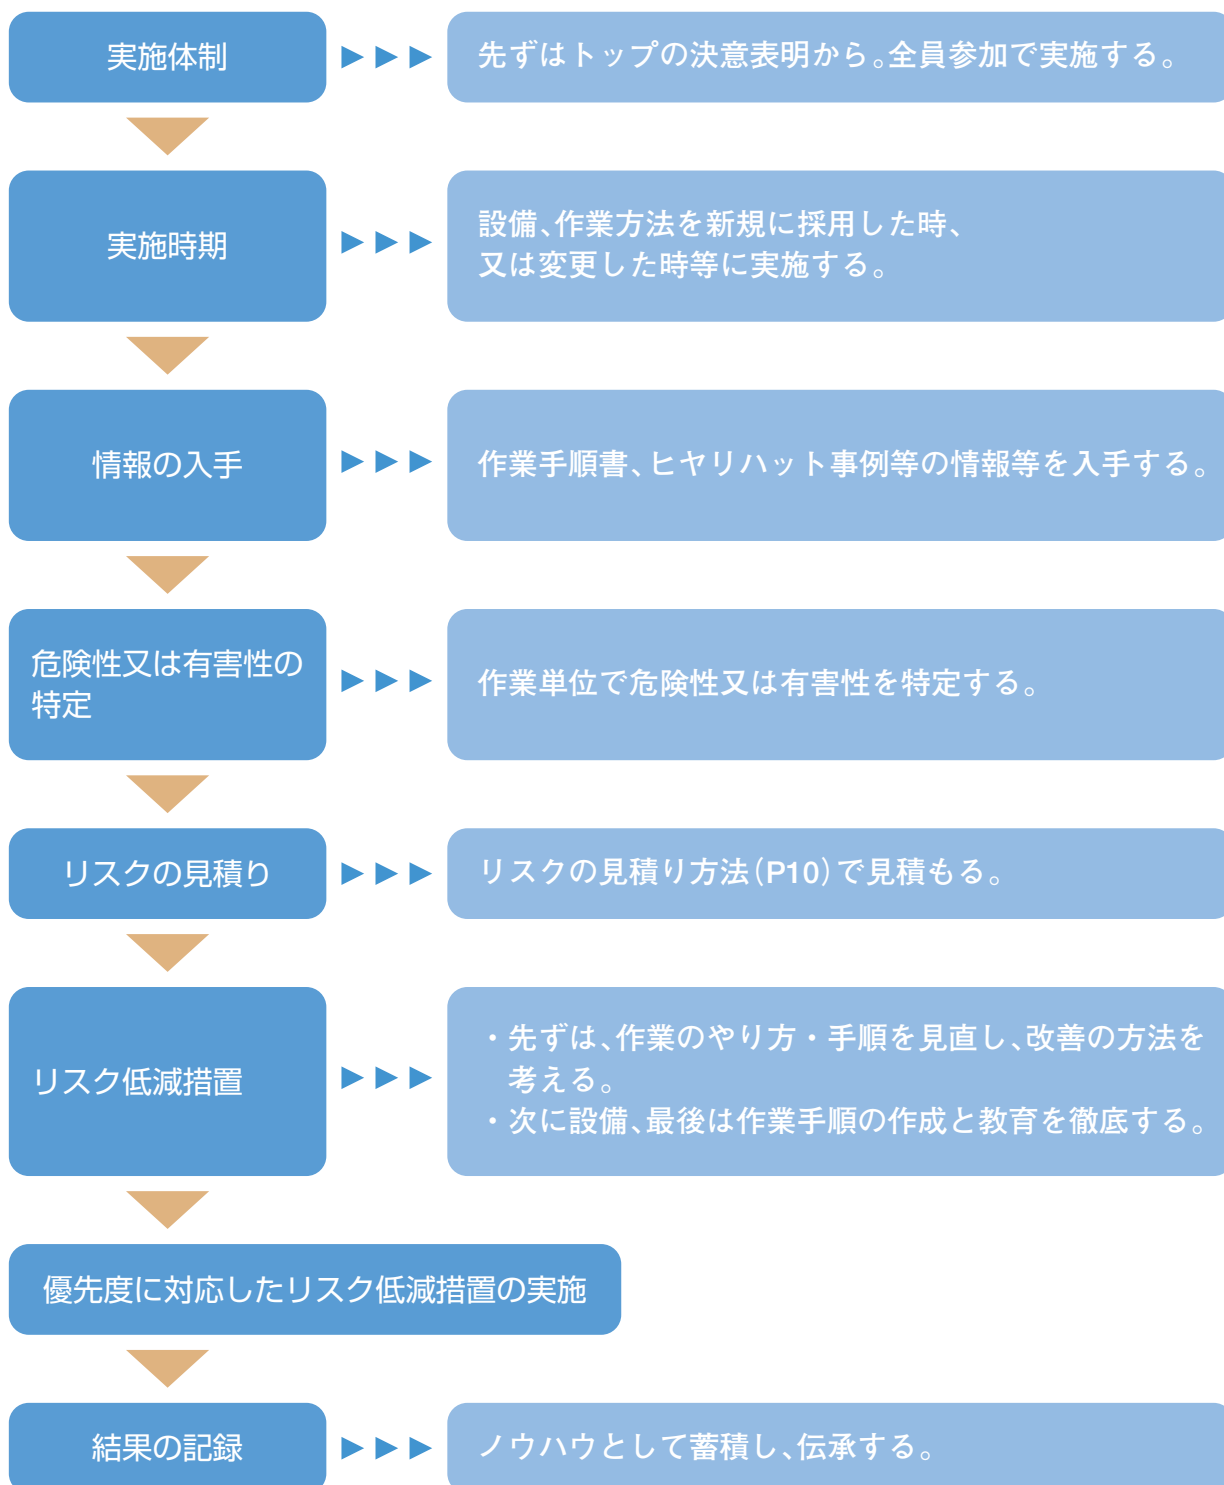 実施体制
先ずはトップの決意表明から。全員参加で実施する。
実施時期
設備、作業方法を新規に採用した時、
又は変更した時等に実施する。
情報の入手
作業手順書、ヒヤリハット事例等の情報等を入手する。
危険性又は有害性の
特定
作業単位で危険性又は有害性を特定する。
リスクの見積り
リスクの見積り方法(P10)で見積もる。
リスク低減措置
・先ずは、作業のやり方・手順を見直し、改善の方法を
考える。
・次に設備、最後は作業手順の作成と教育を徹底する。
優先度に対応したリスク低減措置の実施
結果の記録
ノウハウとして蓄積し、伝承する。